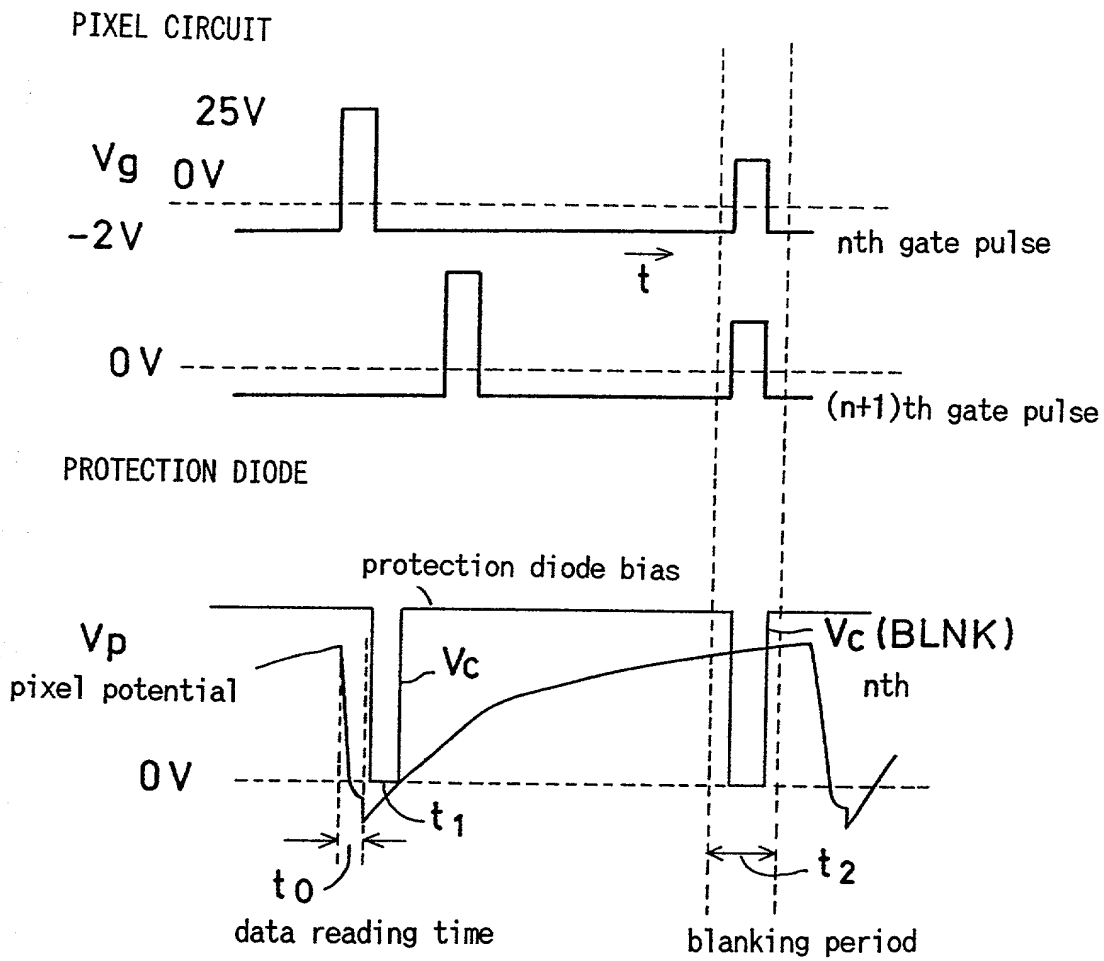 PIXEL CIRCUIT
25V
Vg
0V
-2V
nth gate pulse
t
0V
(n+1)th gate pulse
PROTECTION DIODE
protection diode bias
Vp
pixel potential
Vc
Vc (BLNK)
nth
0V
t1
t0
t2
data reading time
blanking period